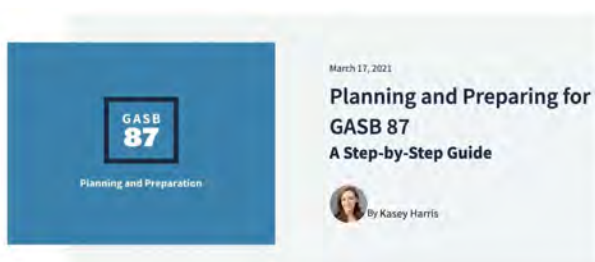 GASB
87
Planning and Preparation
March 17, 2021
Planning and Preparing for
GASB 87
A Step-by-Step Guide
By Kasey Harris